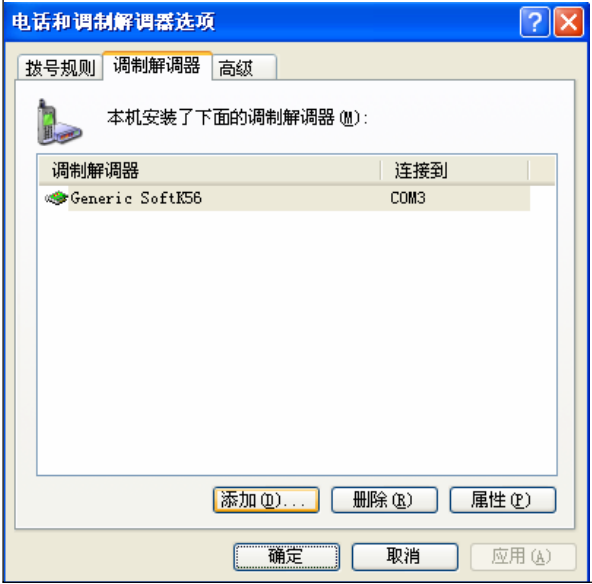 电话和调制解调器选项
拨号规则 调制解调器 高级
本机安装了下面的调制解调器(M):
调制解调器 连接到
Generic SoftK56 COM3
添加(D)... 删除(R) 属性(P)
确定 取消 应用(A)